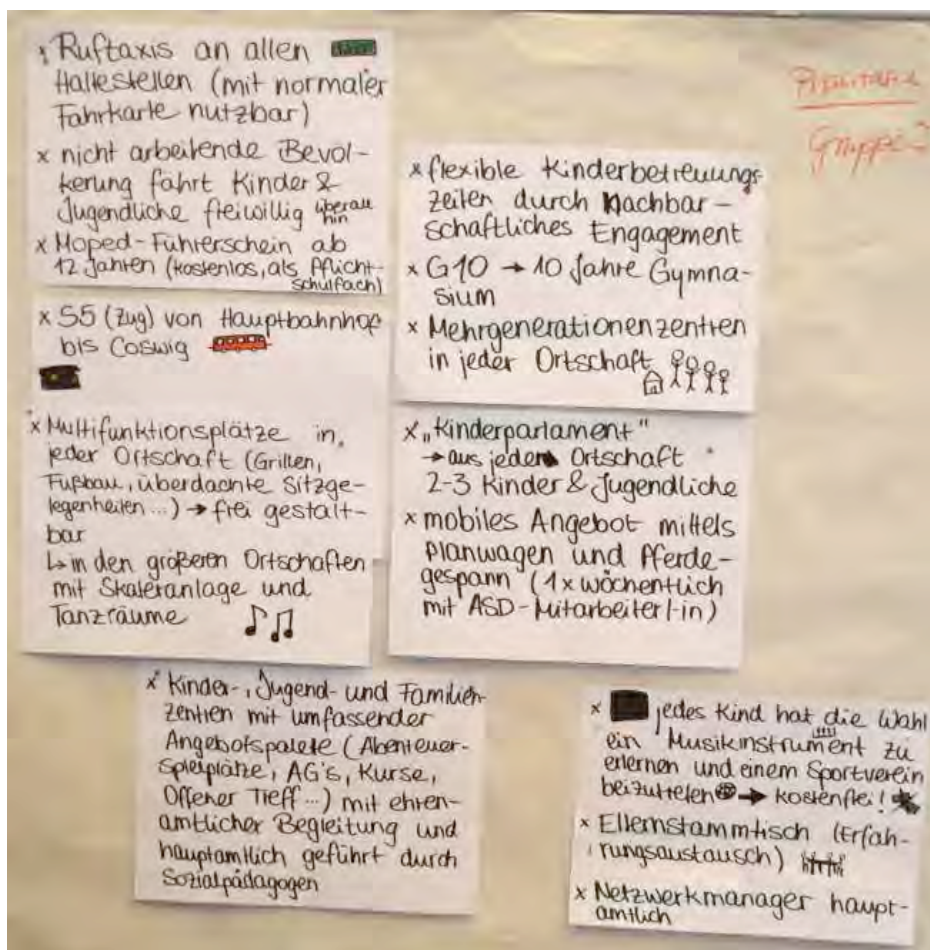 x Ruftaxis an allen
Haltestellen (mit normaler
Fahrkarte nutzbar)
x nicht arbeitende Bevöl-
kerung fährt Kinder &
Jugendliche freiwillig überall
hin
x Moped-Führerschein ab
12 Jahren (kostenlos, als Pflicht-
schulfach)
x S5 (Zug) von Hauptbahnhof
bis Coswig
x Multifunktionsplätze in
jeder Ortschaft (Grillen,
Fußball, überdachte Sitzge-
legenheiten...) → frei gestalt-
bar
↳ in den größeren Ortschaften
mit Skateranlage und
Tanzräume
x flexible Kinderbetreuungs-
zeiten durch Nachbar-
schaftliches Engagement
x G10 → 10 Jahre Gymna-
sium
x Mehrgenerationenzentren
in jeder Ortschaft
x „Kinderparlament"
→ aus jeder Ortschaft
2-3 Kinder & Jugendliche
x mobiles Angebot mittels
Planwagen und Pferde-
gespann (1x wöchentlich
mit ASD-Mitarbeiter/-in)
x Kinder-, Jugend- und Familien-
zentren mit umfassender
Angebotspalete (Abenteuer-
spielplätze, AG's, Kurse,
Offener Treff...) mit ehren-
amtlicher Begleitung und
hauptamtlich geführt durch
Sozialpädagogen
x jedes Kind hat die Wahl
ein Musikinstrument zu
erlernen und einem Sportverein
beizutreten → kostenfrei!
x Elternstammtisch (Erfah-
rungsaustausch)
x Netzwerkmanager haupt-
amtlich
Gruppe